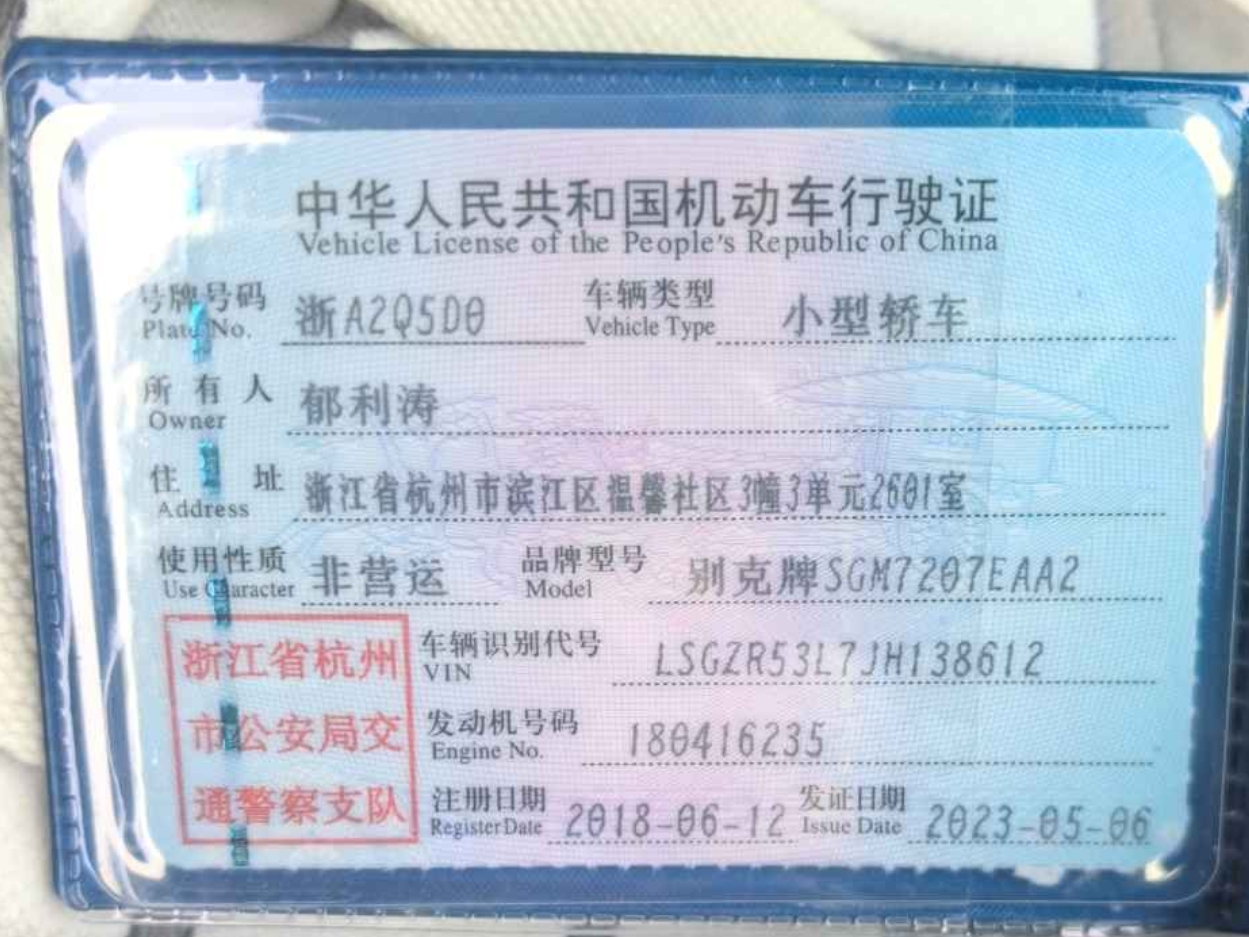 中华人民共和国机动车行驶证
Vehicle License of the People's Republic of China
号牌号码 浙A2Q5D0 车辆类型 小型轿车
Plate No. Vehicle Type
所有人 郁利涛
Owner
住址 浙江省杭州市滨江区温馨社区3幢3单元2601室
Address
使用性质 非营运 品牌型号 别克牌SGM7207EAA2
Use Character Model
车辆识别代号 LSGZR53L7JH138612
VIN
发动机号码 180416235
Engine No.
注册日期 2018-06-12 发证日期 2023-05-06
Register Date Issue Date
浙江省杭州
市公安局交
通警察支队